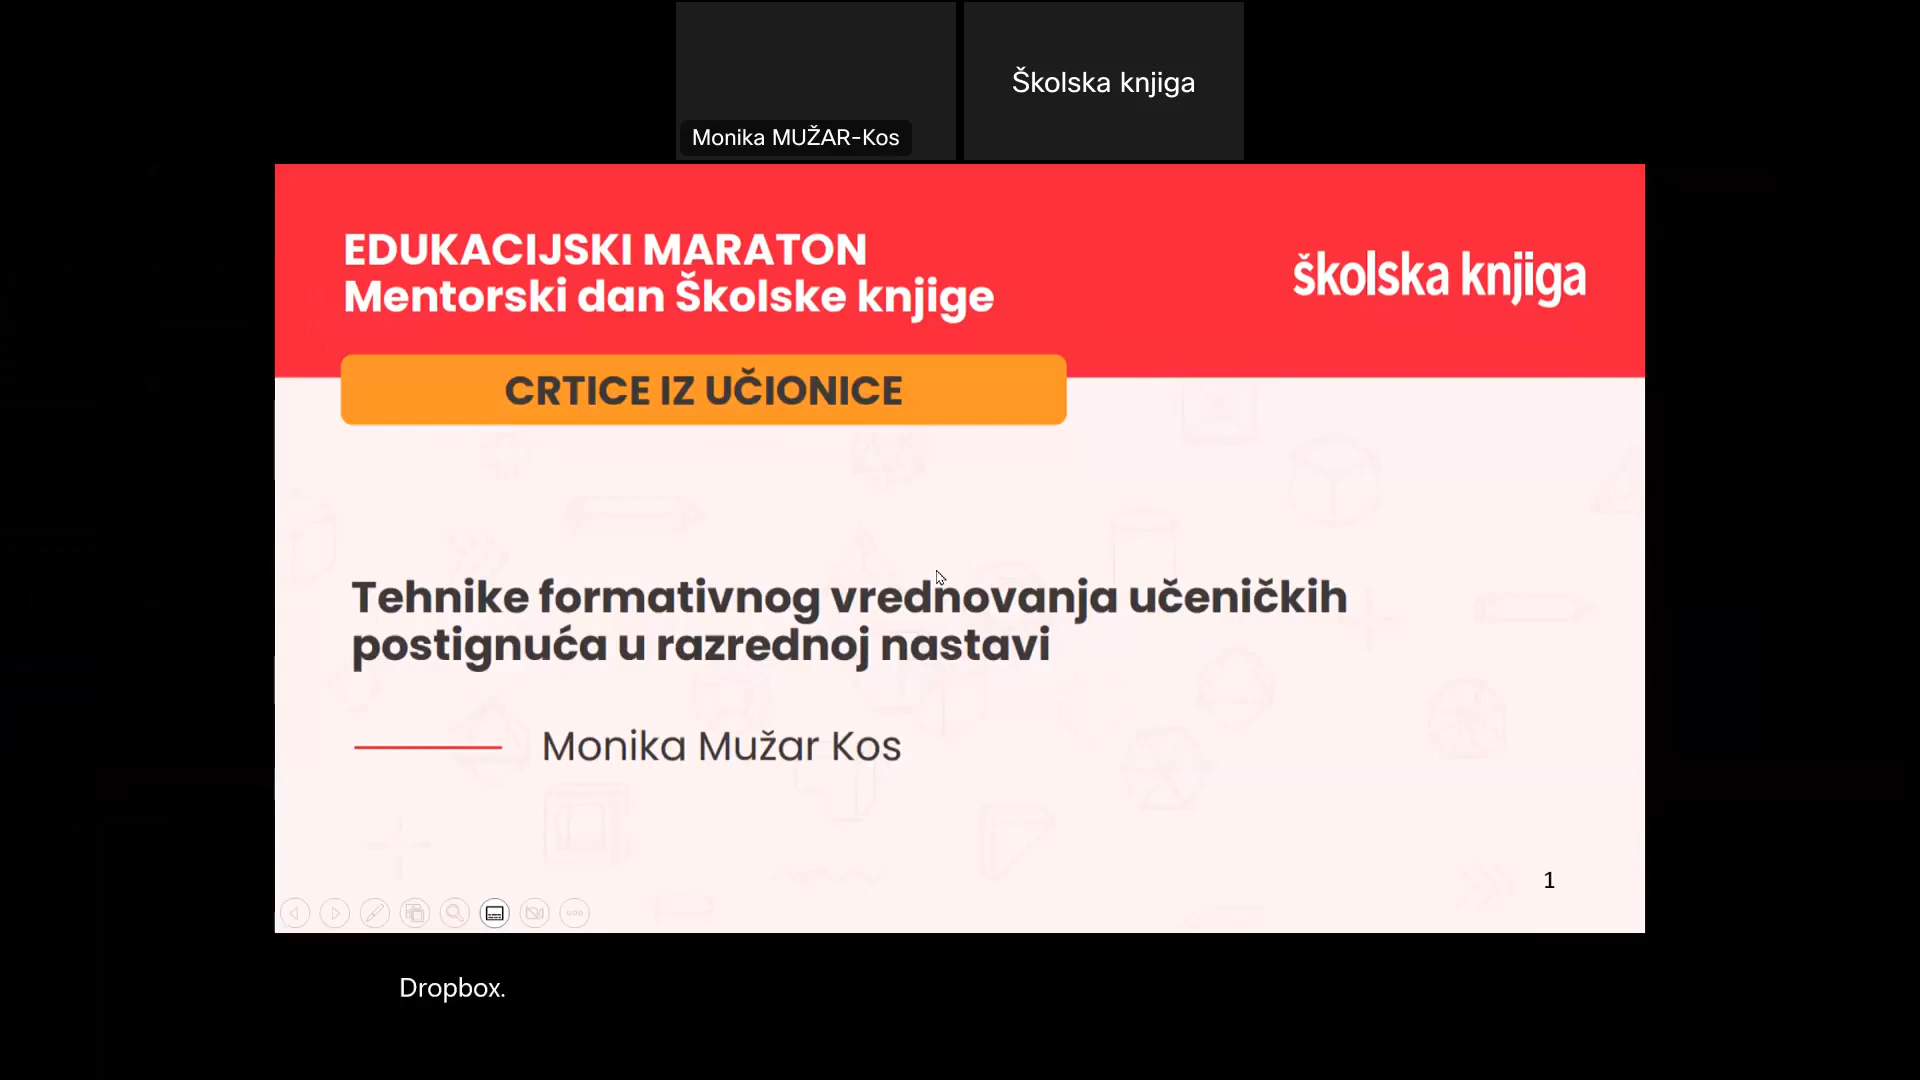 Školska knjiga
Monika MUŽAR-Kos
EDUKACIJSKI MARATON
Mentorski dan Školske knjige
školska knjiga
CRTICE IZ UČIONICE
Tehnike formativnog vrednovanja učeničkih
postignuća u razrednoj nastavi
Monika Mužar Kos
1
Dropbox.